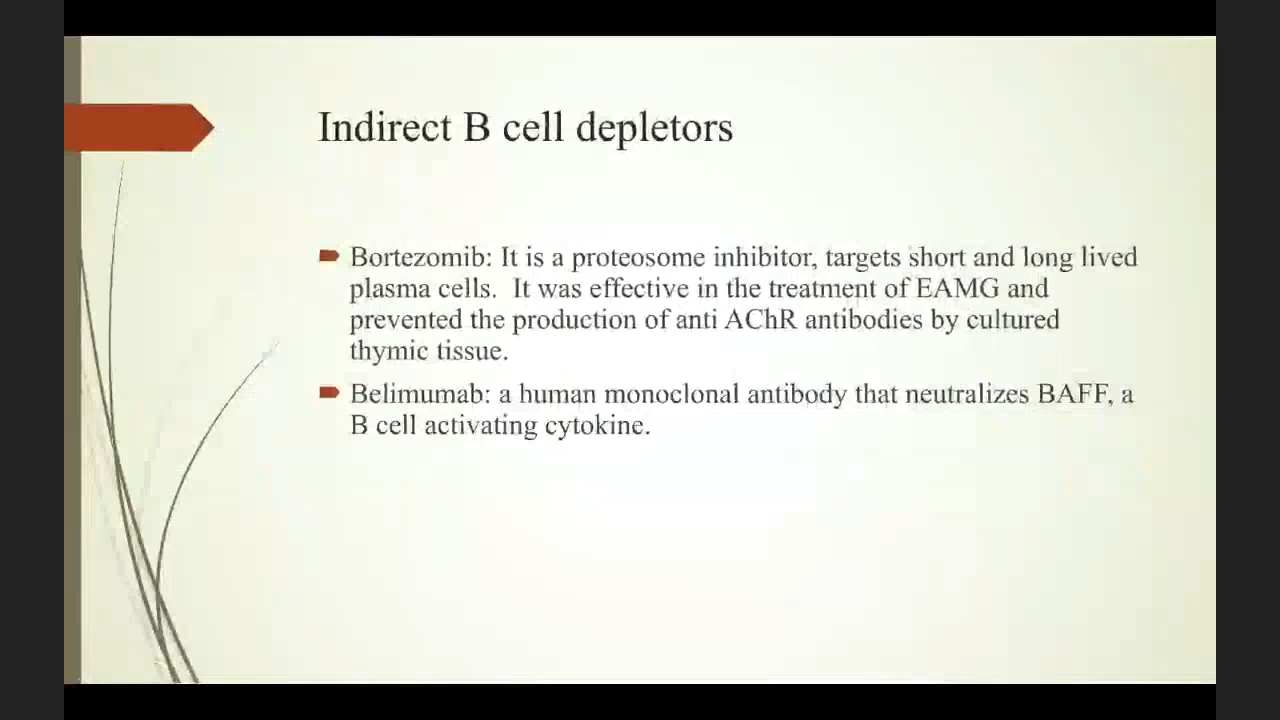 Indirect B cell depletors
Bortezomib: It is a proteosome inhibitor, targets short and long lived
plasma cells.  It was effective in the treatment of EAMG and
prevented the production of anti AChR antibodies by cultured
thymic tissue.
Belimumab: a human monoclonal antibody that neutralizes BAFF, a
B cell activating cytokine.